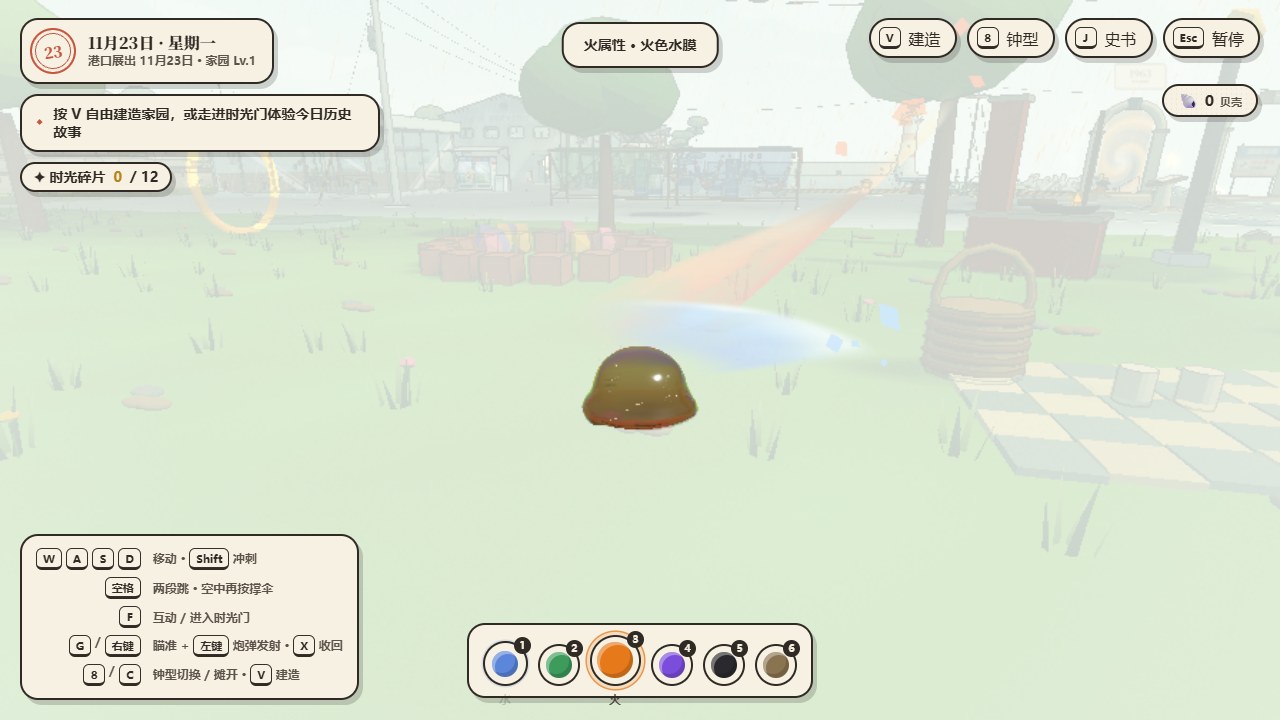 23
11月23日 · 星期一
港口展出 11月23日 • 家园 Lv.1
按 V 自由建造家园，或走进时光门体验今日历史
故事
✦ 时光碎片 0 / 12
火属性 • 火色水膜
V 建造
8 钟型
J 史书
Esc 暂停
0 贝壳
W A S D 移动 • Shift 冲刺
空格 两段跳 • 空中再按撑伞
F 互动 / 进入时光门
G / 右键 瞄准 + 左键 炮弹发射 • X 收回
8 / C 钟型切换 / 摊开 • V 建造
1 2 3 4 5 6
水 火